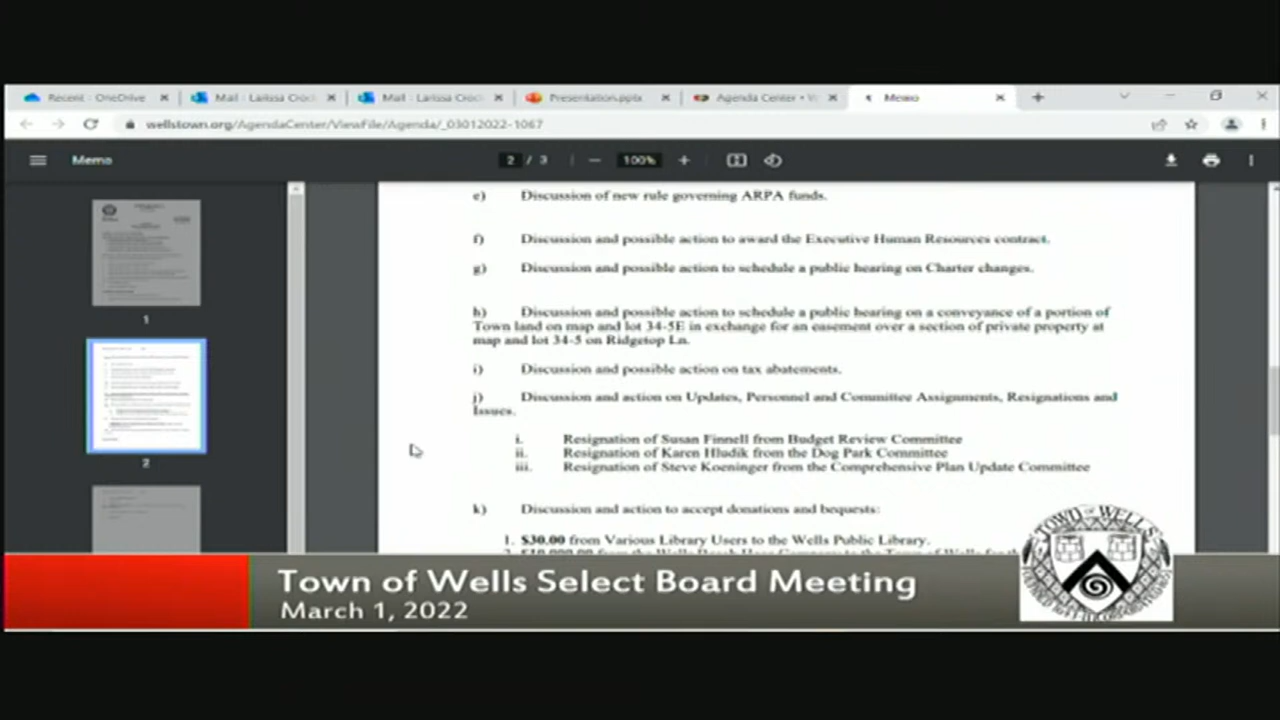 Recent - OneDrive
Mail - Larissa Croc
Mail - Larissa Croc
Presentation.pptx
Agenda Center •
Memo
wellstown.org/AgendaCenter/ViewFile/Agenda/_03012022-1067
Memo
2 / 3
100%
e) Discussion of new rule governing ARPA funds.
f) Discussion and possible action to award the Executive Human Resources contract.
g) Discussion and possible action to schedule a public hearing on Charter changes.
h) Discussion and possible action to schedule a public hearing on a conveyance of a portion of
Town land on map and lot 34-5E in exchange for an easement over a section of private property at
map and lot 34-5 on Ridgetop Ln.
i) Discussion and possible action on tax abatements.
j) Discussion and action on Updates, Personnel and Committee Assignments, Resignations and
Issues.
i. Resignation of Susan Finnell from Budget Review Committee
ii. Resignation of Karen Hludik from the Dog Park Committee
iii. Resignation of Steve Koeninger from the Comprehensive Plan Update Committee
k) Discussion and action to accept donations and bequests:
1. $30.00 from Various Library Users to the Wells Public Library.
1
2
Town of Wells Select Board Meeting
March 1, 2022
TOWN OF WELLS